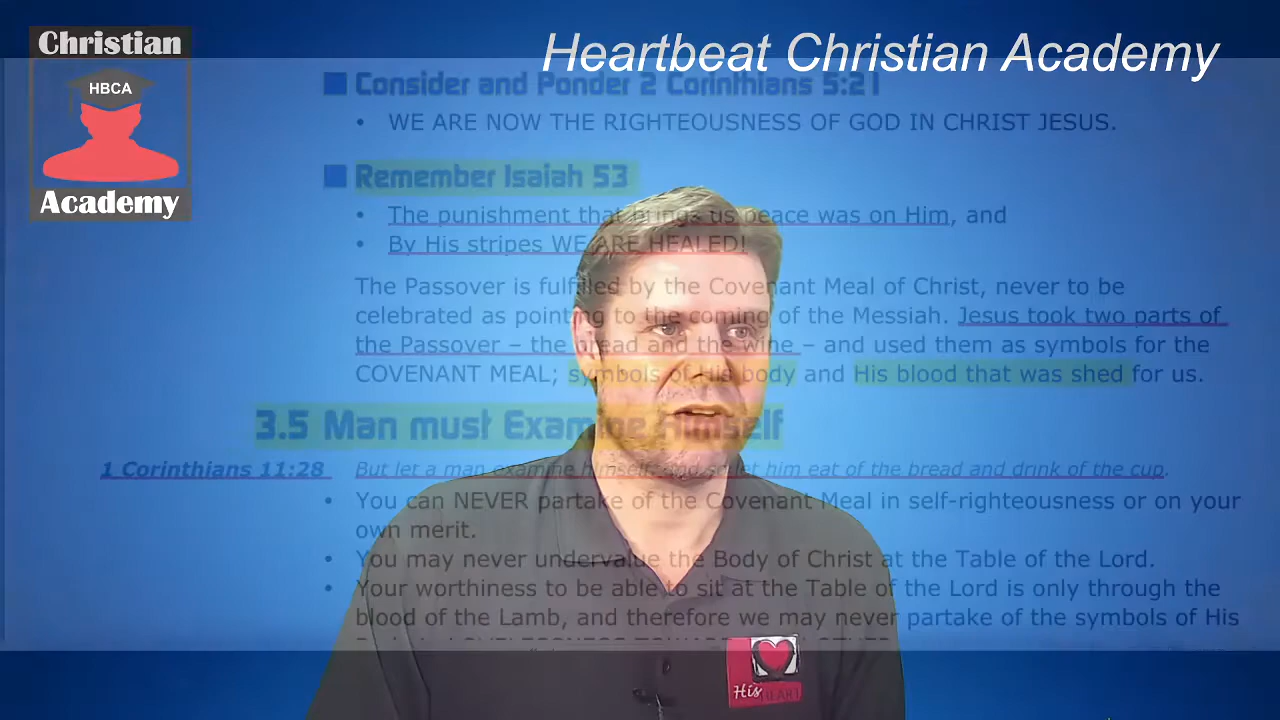 Christian
HBCA
Academy
Heartbeat Christian Academy
Consider and Ponder 2 Corinthians 5:21
• WE ARE NOW THE RIGHTEOUSNESS OF GOD IN CHRIST JESUS.
Remember Isaiah 53
• The punishment that brings us peace was on Him, and
• By His stripes WE ARE HEALED!
The Passover is fulfilled by the Covenant Meal of Christ, never to be
celebrated as pointing to the coming of the Messiah. Jesus took two parts of
the Passover – the bread and the wine – and used them as symbols for the
COVENANT MEAL; symbols of His body and His blood that was shed for us.
3.5 Man must Examine Himself
1 Corinthians 11:28 But let a man examine himself, and so let him eat of the bread and drink of the cup.
• You can NEVER partake of the Covenant Meal in self-righteousness or on your
own merit.
• You may never undervalue the Body of Christ at the Table of the Lord.
• Your worthiness to be able to sit at the Table of the Lord is only through the
blood of the Lamb, and therefore we may never partake of the symbols of His
His HEART